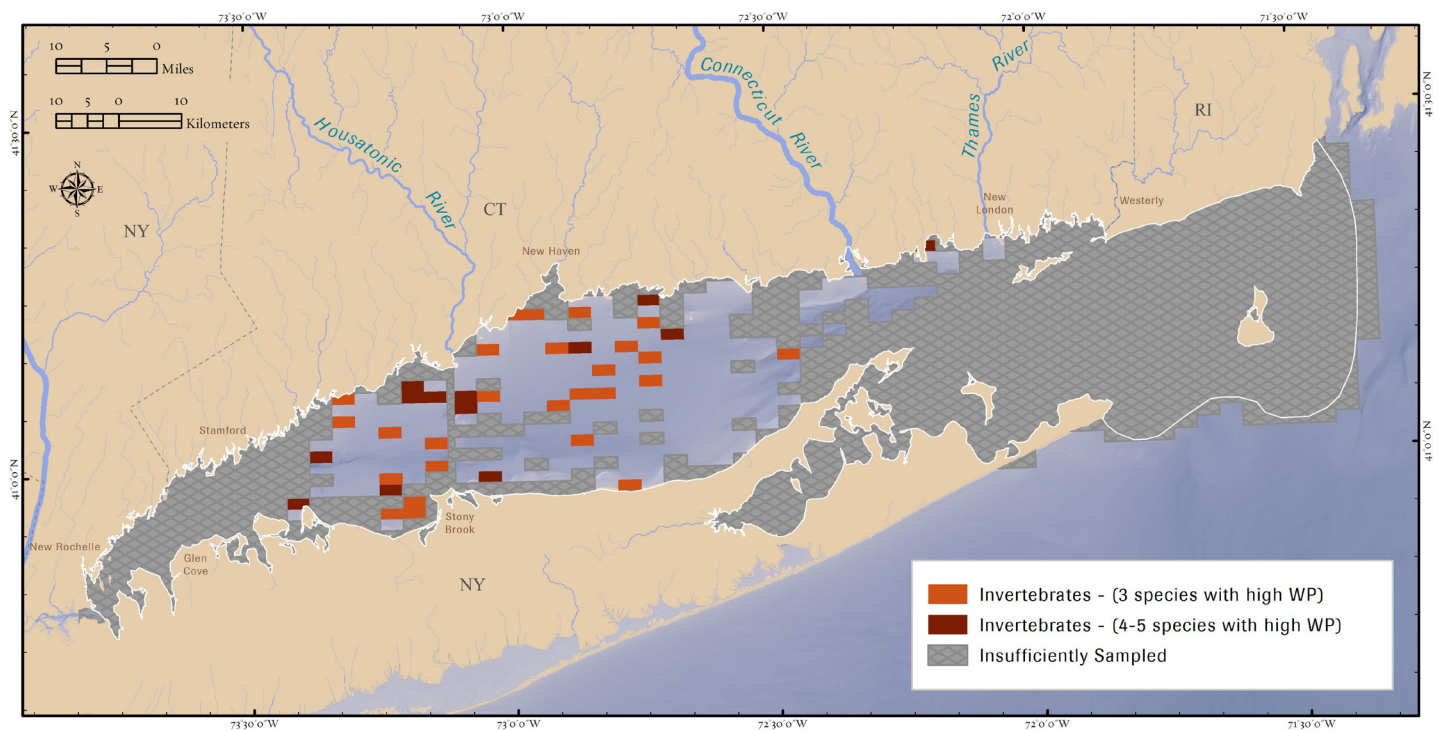 73°30'0"W
73°0'0"W
72°30'0"W
72°0'0"W
71°30'0"W
10 5 0
Miles
10 5 0 10
Kilometers
N
W E
S
41°30'0"N
41°30'0"N
41°0'0"N
41°0'0"N
Housatonic
River
Connecticut
River
Thames
River
RI
CT
NY
New
London
Westerly
New Haven
Stamford
New Rochelle
Glen
Cove
Stony
Brook
NY
Invertebrates - (3 species with high WP)
Invertebrates - (4-5 species with high WP)
Insufficiently Sampled
73°30'0"W
73°0'0"W
72°30'0"W
72°0'0"W
71°30'0"W